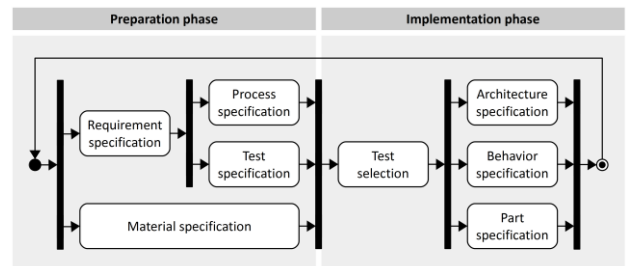 Preparation phase
Implementation phase
Process
specification
Architecture
specification
Requirement
specification
Test
specification
Test
selection
Behavior
specification
Material specification
Part
specification